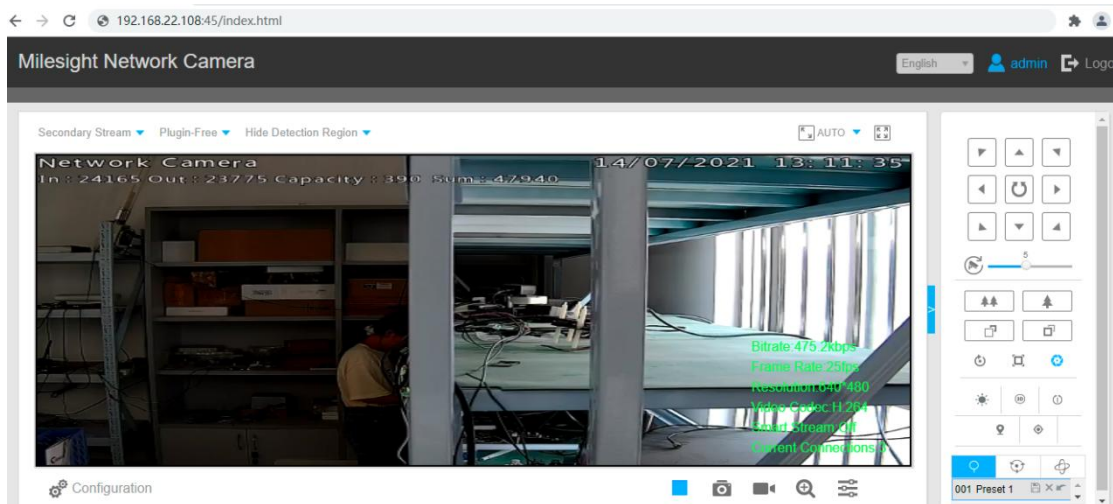 192.168.22.108:45/index.html
Milesight Network Camera
English admin Logo
Secondary Stream Plugin-Free Hide Detection Region AUTO
Network Camera 14/07/2021 13:11:35
In : 24165 Out : 23775 Capacity : 390 Sum : 47940
5
Bitrate:475.2kbps
Frame Rate:25fps
Resolution:640*480
Video Codec:H.264
Smart Stream:Off
Current Connections:3
Configuration
001 Preset 1